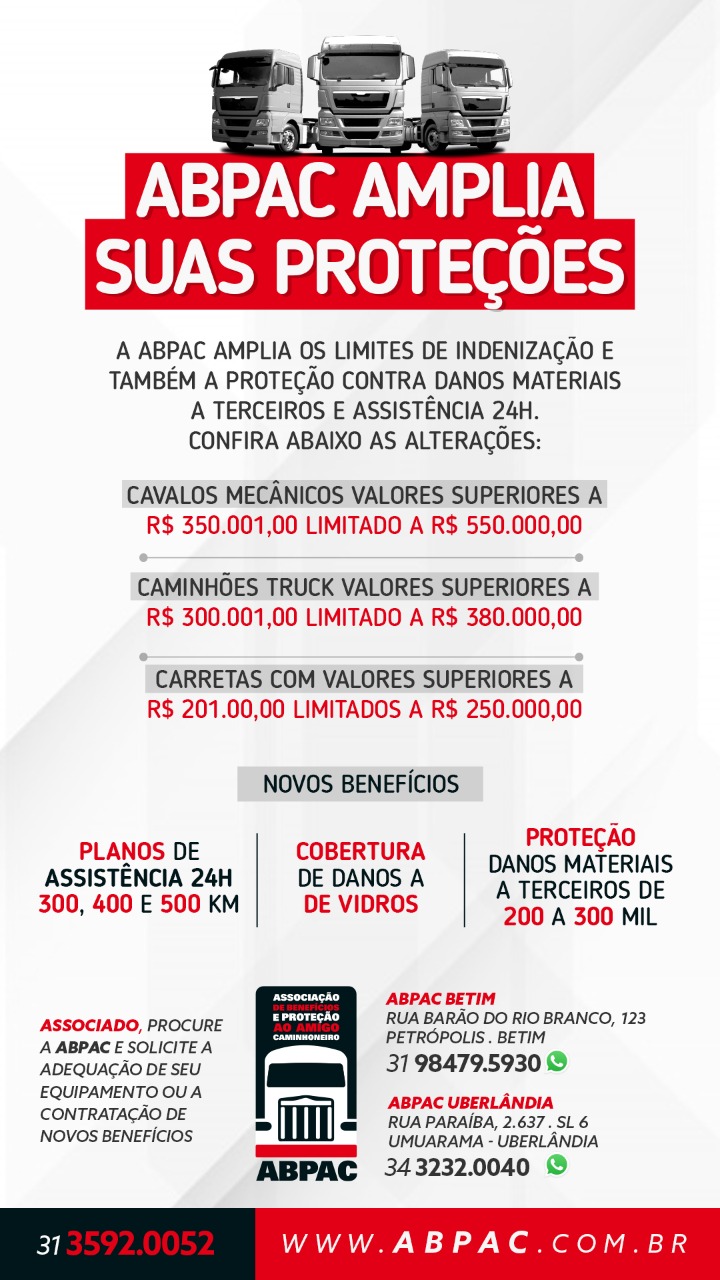 ABPAC AMPLIA
SUAS PROTEÇÕES
A ABPAC AMPLIA OS LIMITES DE INDENIZAÇÃO E
TAMBÉM A PROTEÇÃO CONTRA DANOS MATERIAIS
A TERCEIROS E ASSISTÊNCIA 24H.
CONFIRA ABAIXO AS ALTERAÇÕES:
CAVALOS MECÂNICOS VALORES SUPERIORES A
R$ 350.001,00 LIMITADO A R$ 550.000,00
CAMINHÕES TRUCK VALORES SUPERIORES A
R$ 300.001,00 LIMITADO A R$ 380.000,00
CARRETAS COM VALORES SUPERIORES A
R$ 201.00,00 LIMITADOS A R$ 250.000,00
NOVOS BENEFÍCIOS
PLANOS DE
ASSISTÊNCIA 24H
300, 400 E 500 KM
COBERTURA
DE DANOS A
DE VIDROS
PROTEÇÃO
DANOS MATERIAIS
A TERCEIROS DE
200 A 300 MIL
ASSOCIADO, PROCURE
A ABPAC E SOLICITE A
ADEQUAÇÃO DE SEU
EQUIPAMENTO OU A
CONTRATAÇÃO DE
NOVOS BENEFÍCIOS
ASSOCIAÇÃO
DE BENEFÍCIOS
E PROTEÇÃO
AO AMIGO
CAMINHONEIRO
ABPAC
ABPAC BETIM
RUA BARÃO DO RIO BRANCO, 123
PETRÓPOLIS . BETIM
31 98479.5930
ABPAC UBERLÂNDIA
RUA PARAÍBA, 2.637 . SL 6
UMUARAMA - UBERLÂNDIA
34 3232.0040
31 3592.0052
WWW.ABPAC.COM.BR